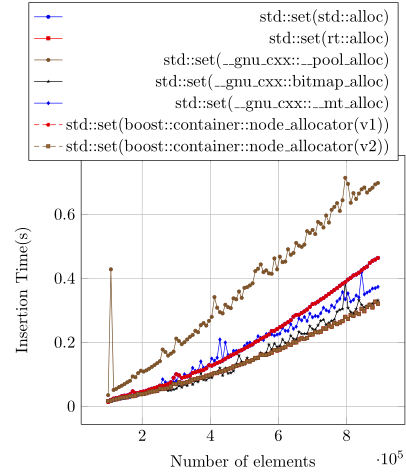 std::set(std::alloc)
std::set(rt::alloc)
std::set(__gnu_cxx::__pool_alloc)
std::set(__gnu_cxx::bitmap_alloc)
std::set(__gnu_cxx::__mt_alloc)
std::set(boost::container::node_allocator(v1))
std::set(boost::container::node_allocator(v2))
0.6
0.4
0.2
0
Insertion Time(s)
2 4 6 8
·10^5
Number of elements